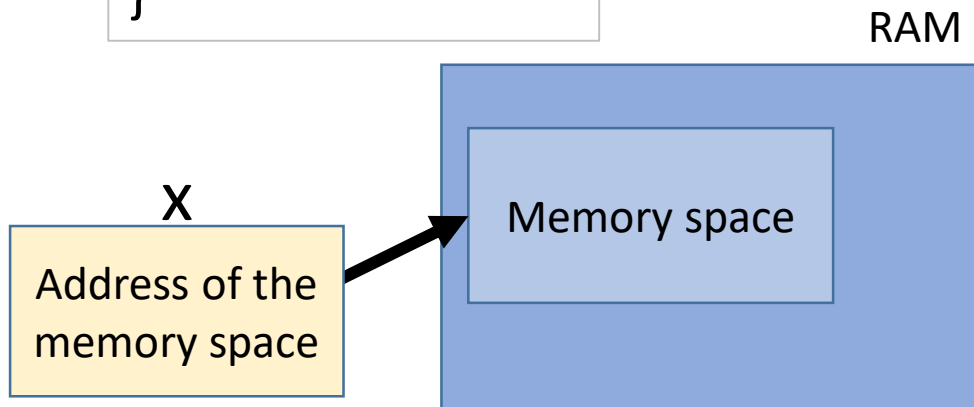 }
RAM
x
Memory space
Address of the
memory space